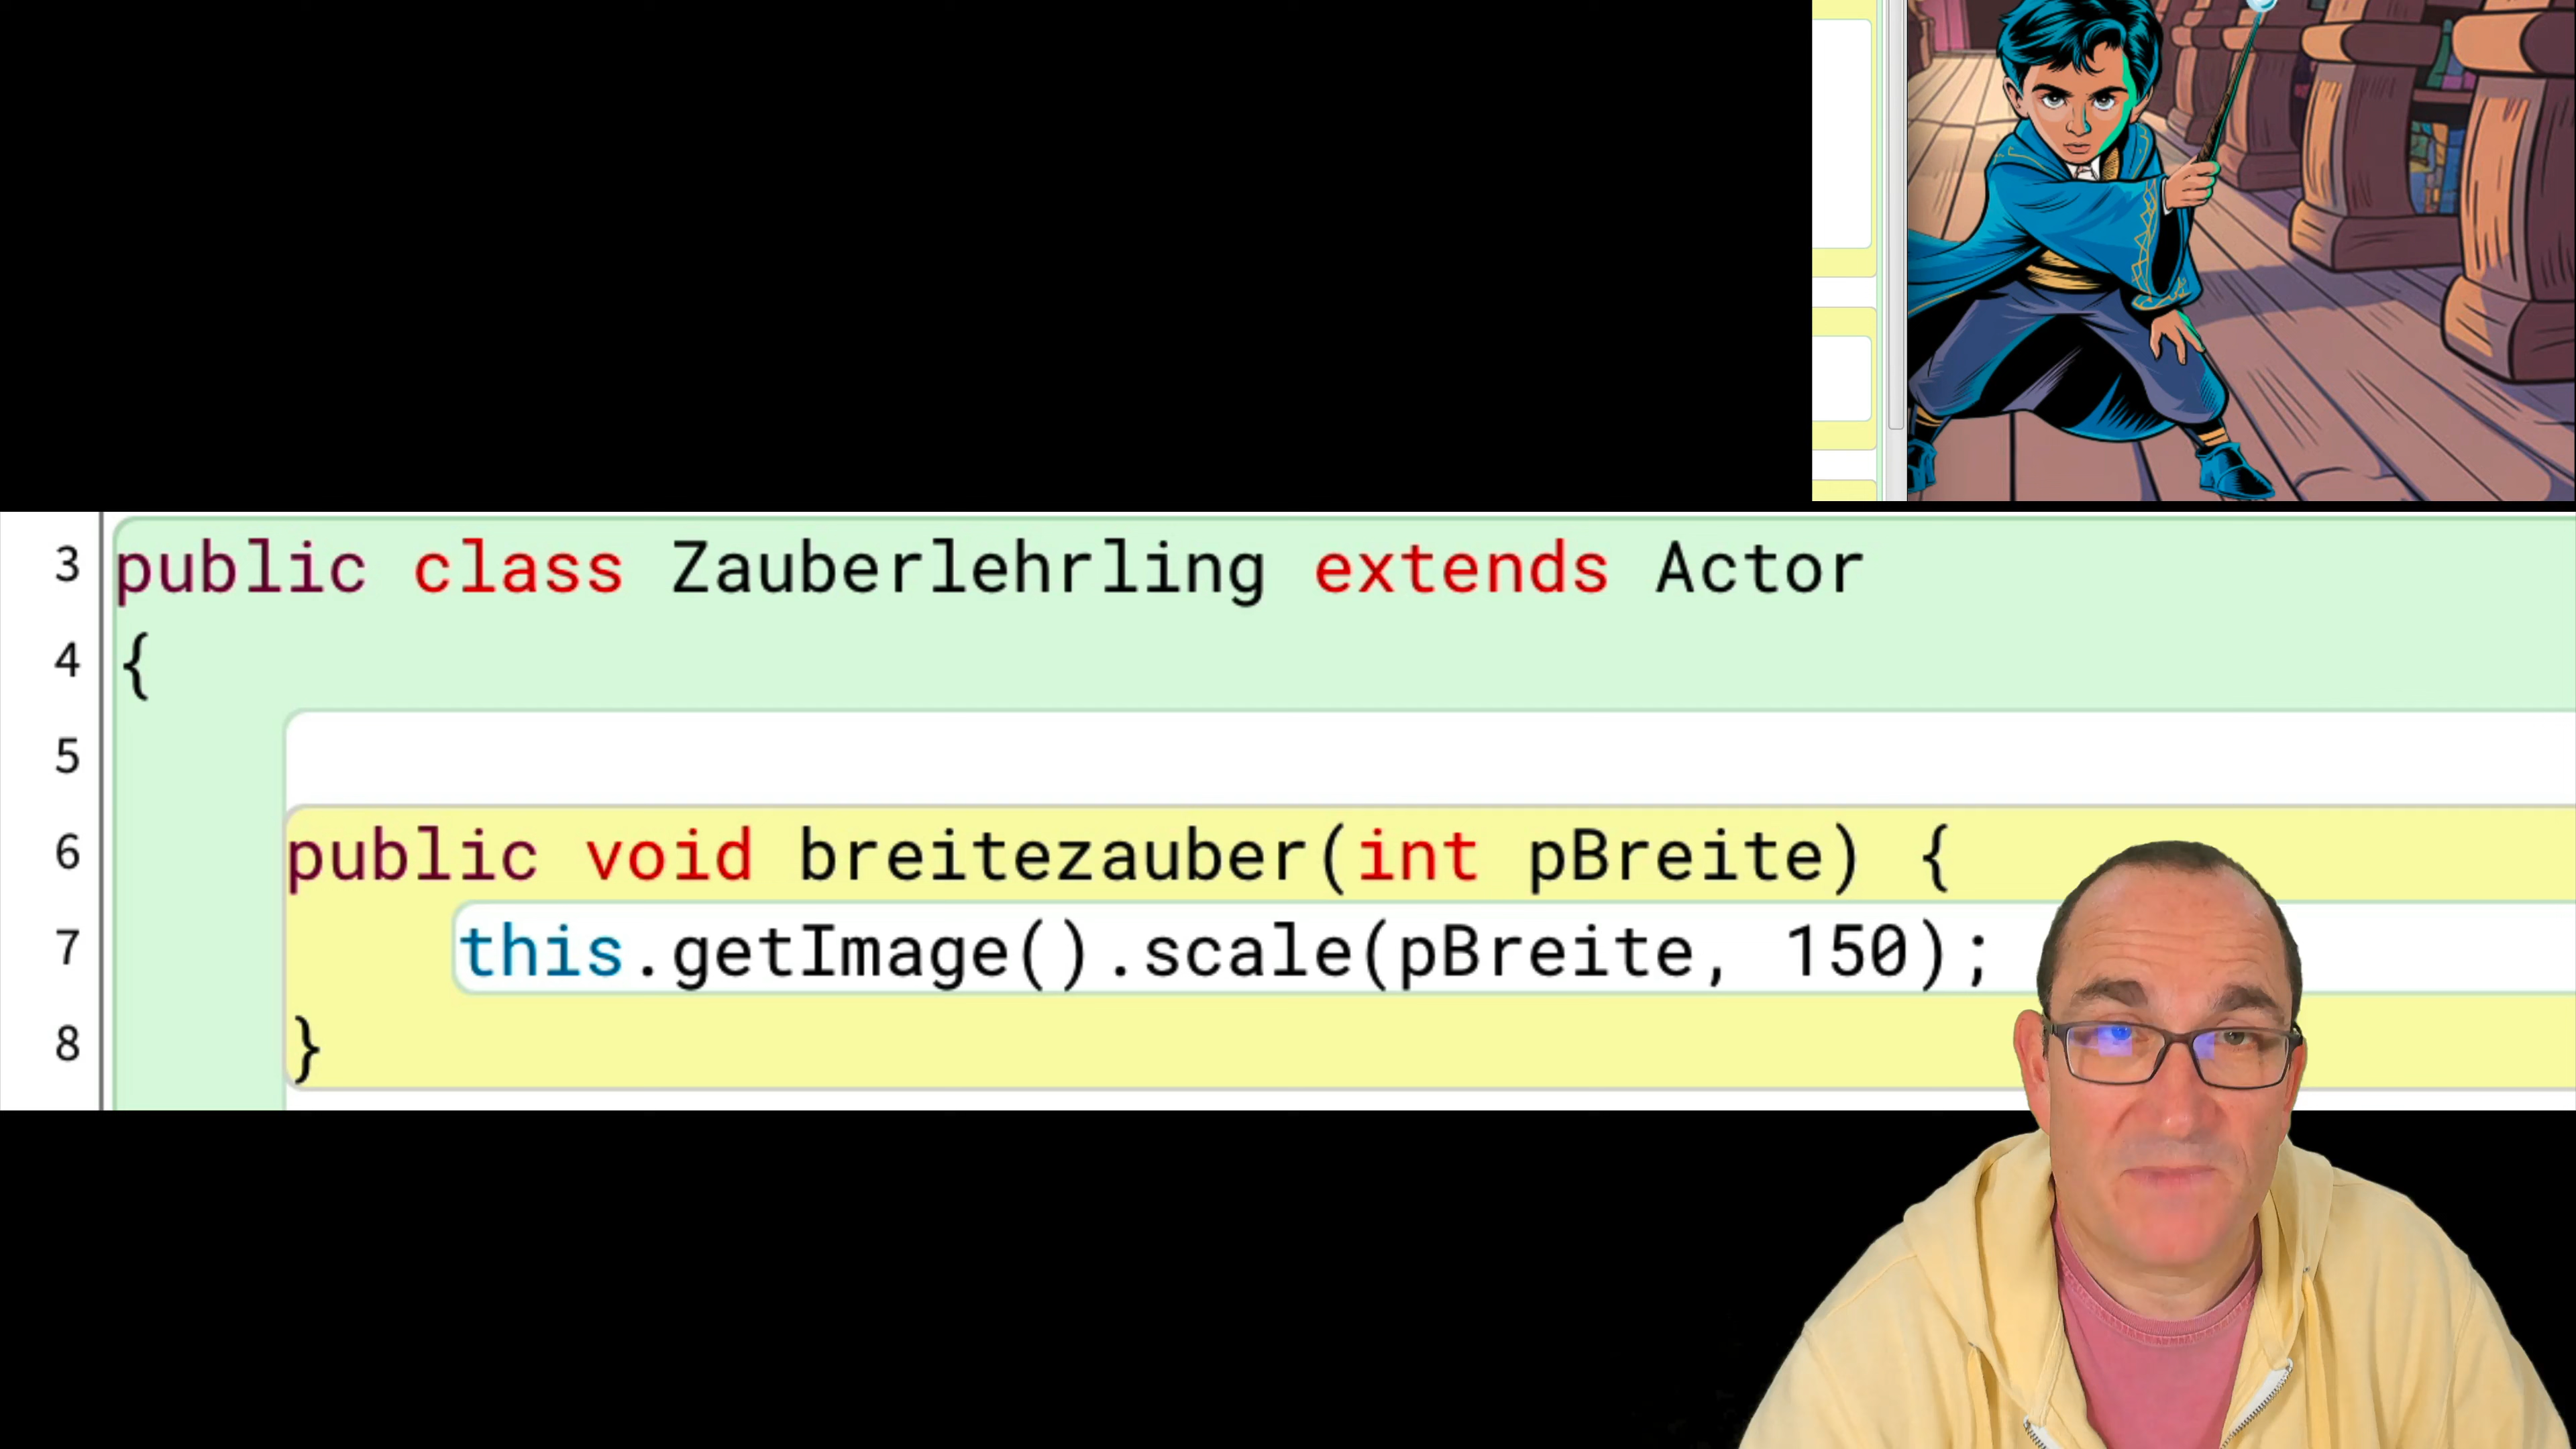 3 public class Zauberlehrling extends Actor
4 {
5
6 public void breitezauber(int pBreite) {
7 this.getImage().scale(pBreite, 150);
8 }